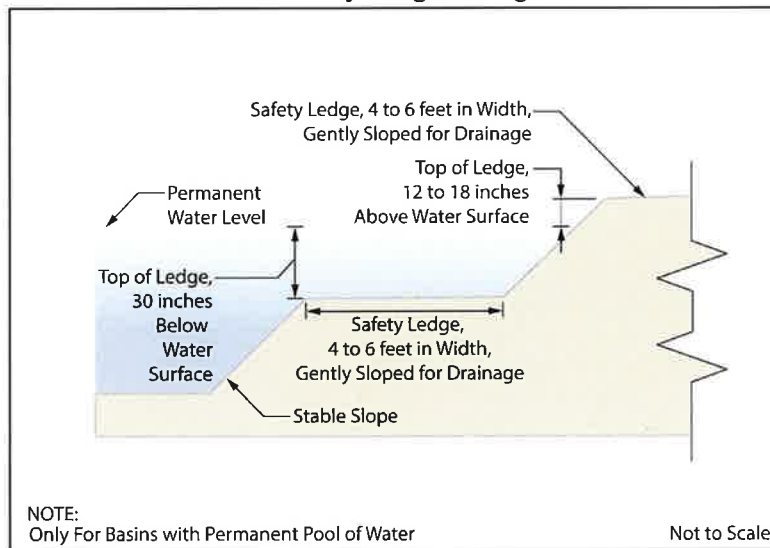 Safety Ledge, 4 to 6 feet in Width,
Gently Sloped for Drainage
Top of Ledge,
12 to 18 inches
Above Water Surface
Permanent
Water Level
Top of Ledge,
30 inches
Below
Water
Surface
Safety Ledge,
4 to 6 feet in Width,
Gently Sloped for Drainage
Stable Slope
NOTE:
Only For Basins with Permanent Pool of Water
Not to Scale